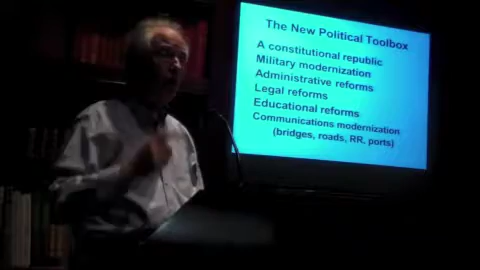 The New Political Toolbox
A constitutional republic
Military modernization
Administrative reforms
Legal reforms
Educational reforms
Communications modernization
(bridges, roads, RR, ports)